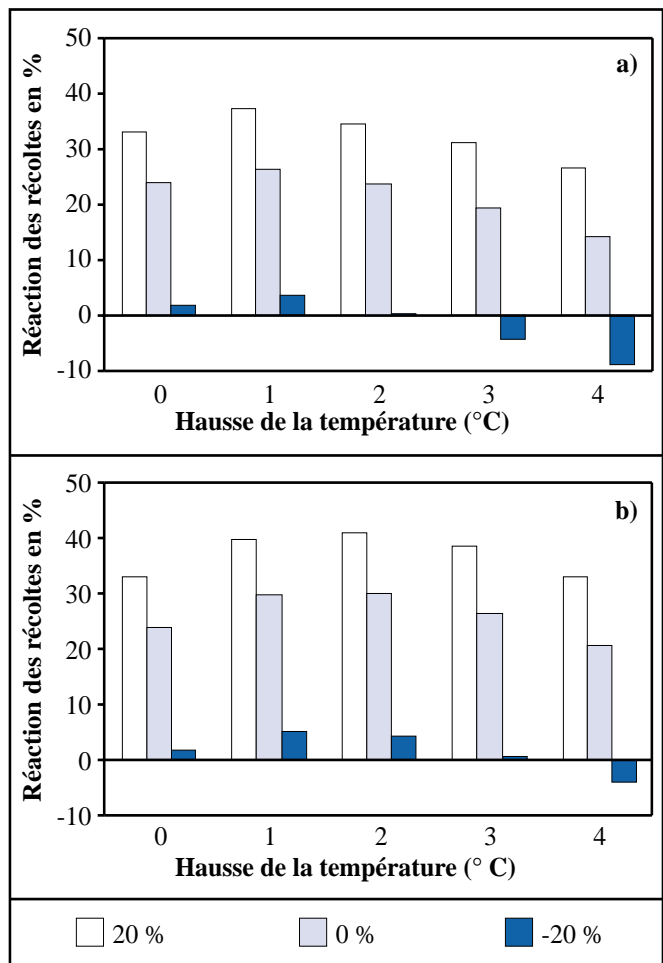 a)
Réaction des récoltes en %
50
40
30
20
10
0
-10
0 1 2 3 4
Hausse de la température (°C)
b)
Réaction des récoltes en %
50
40
30
20
10
0
-10
0 1 2 3 4
Hausse de la température (° C)
20 % 0 % -20 %